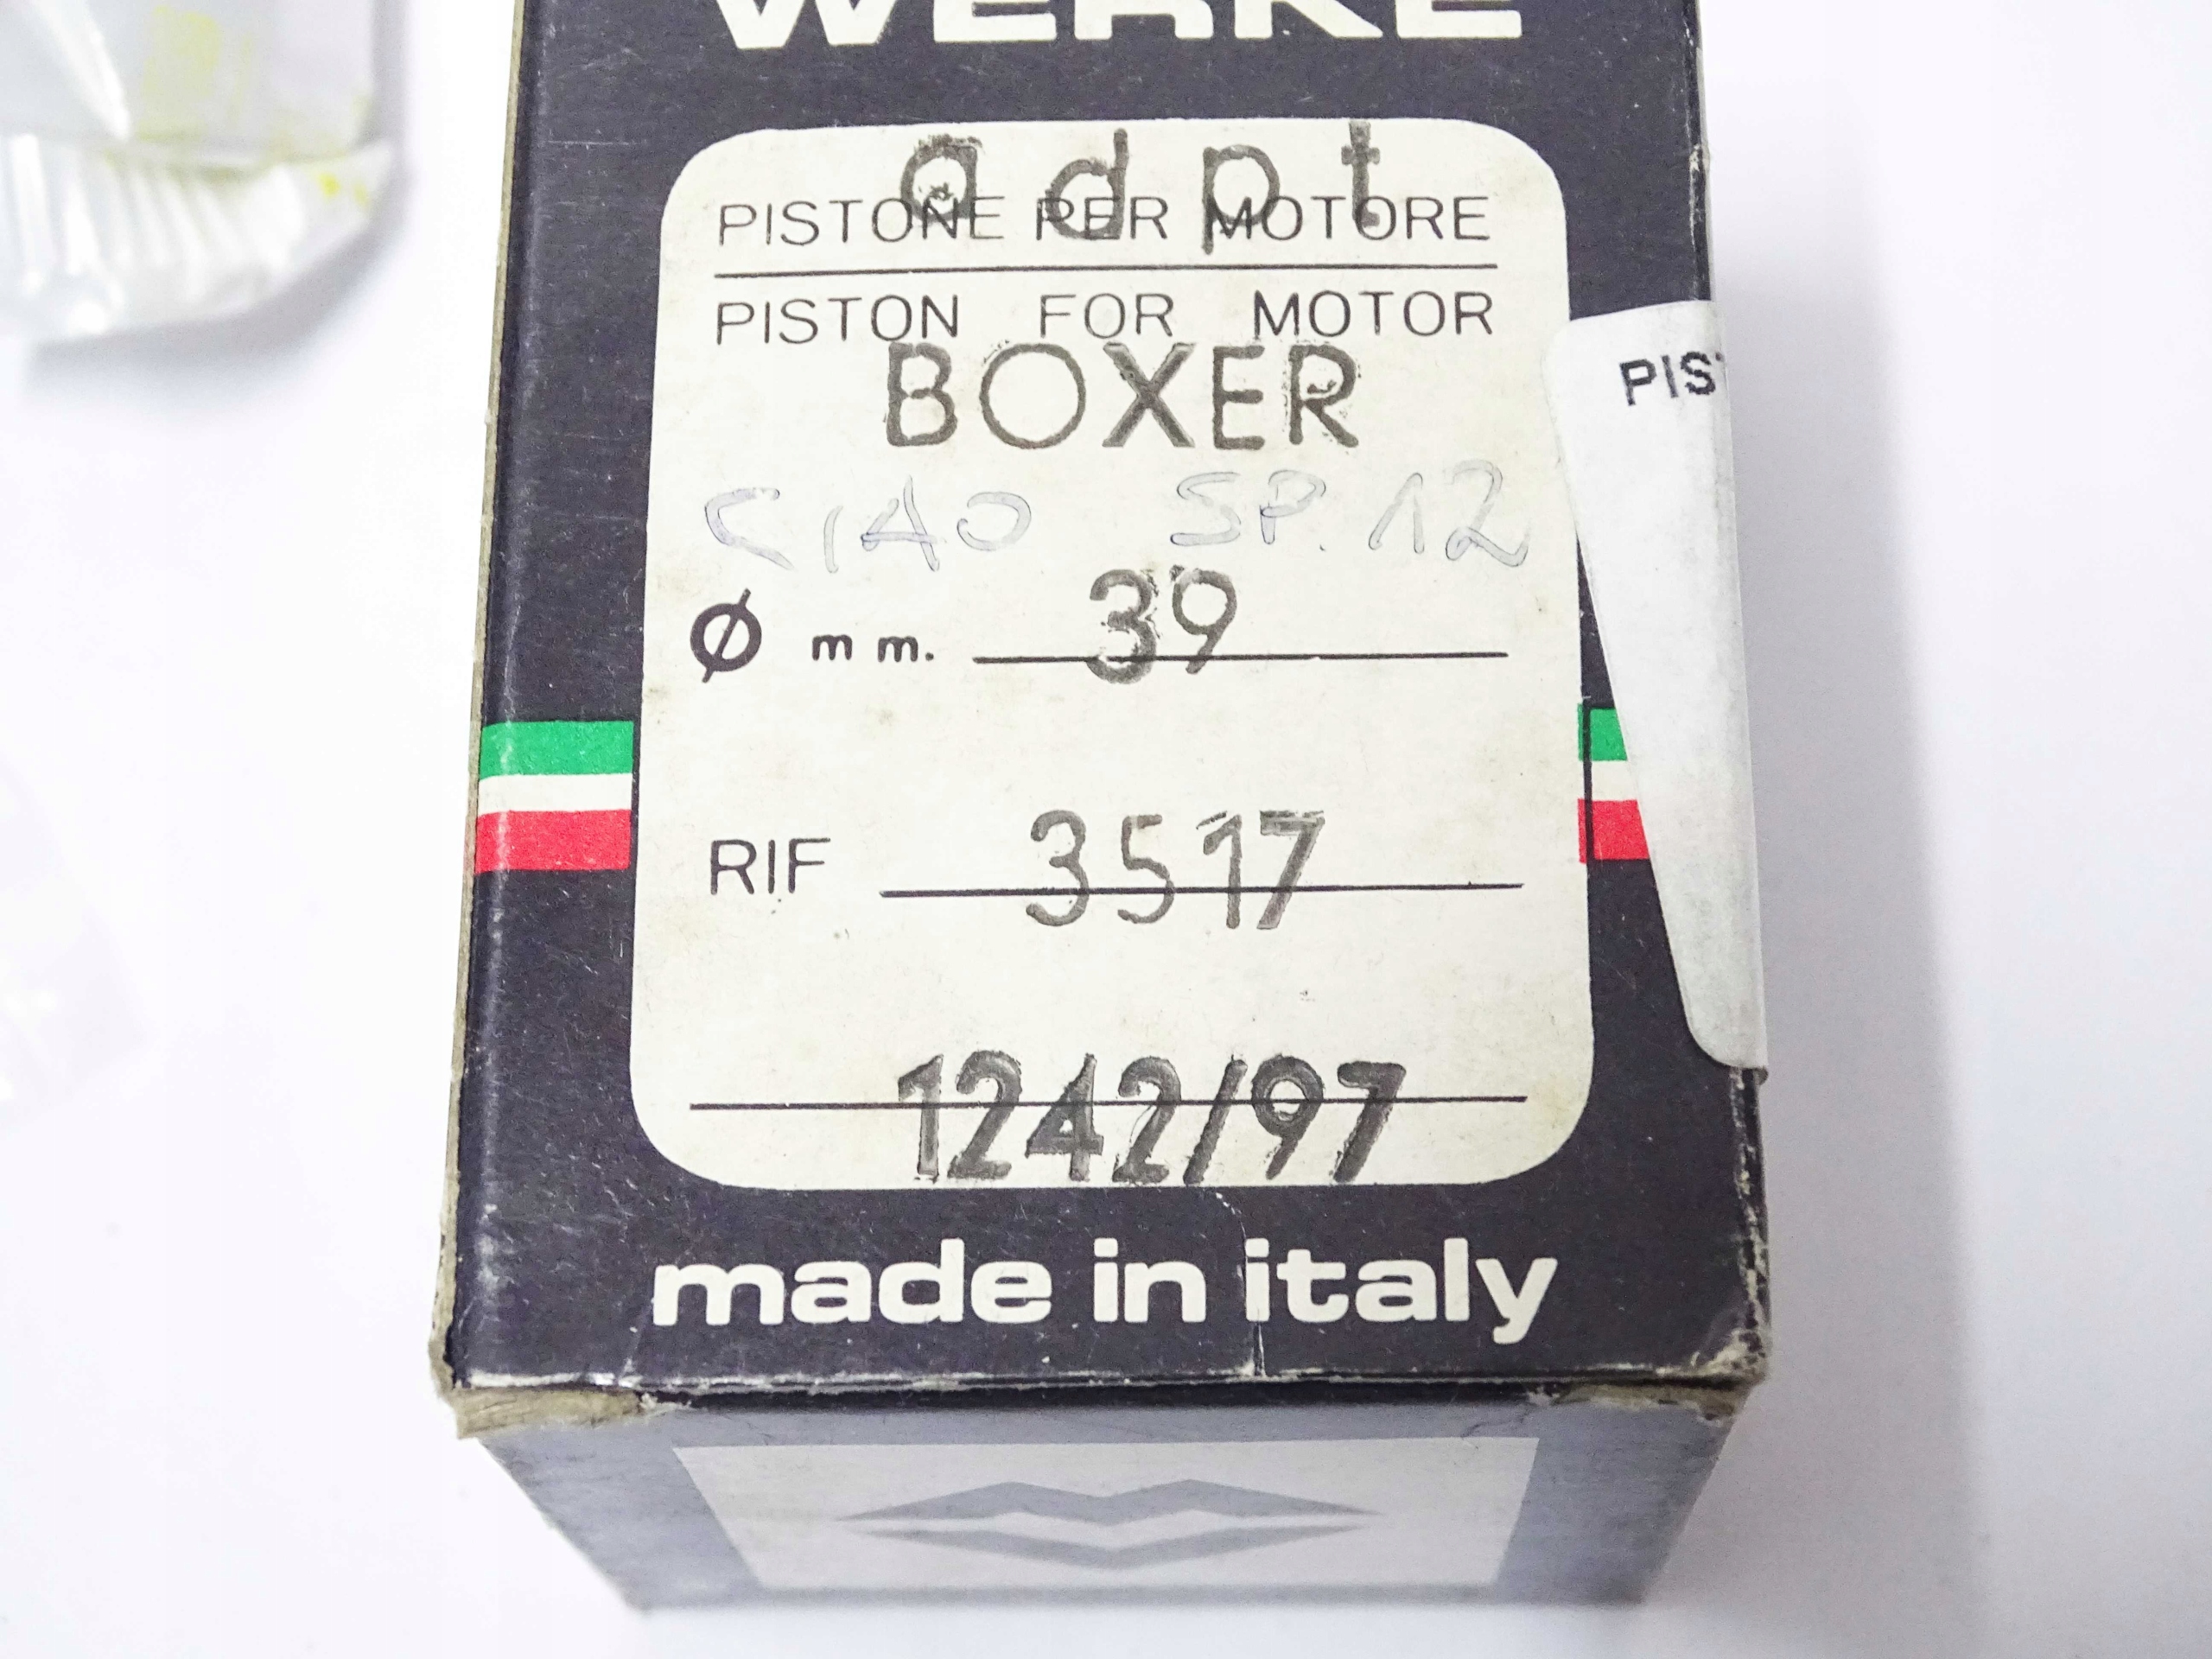 WERKE
adpt
PISTONE PER MOTORE
PISTON FOR MOTOR
BOXER
CIAO SP. 12
Ø mm. 39
RIF 3517
1242/97
made in italy
PIS